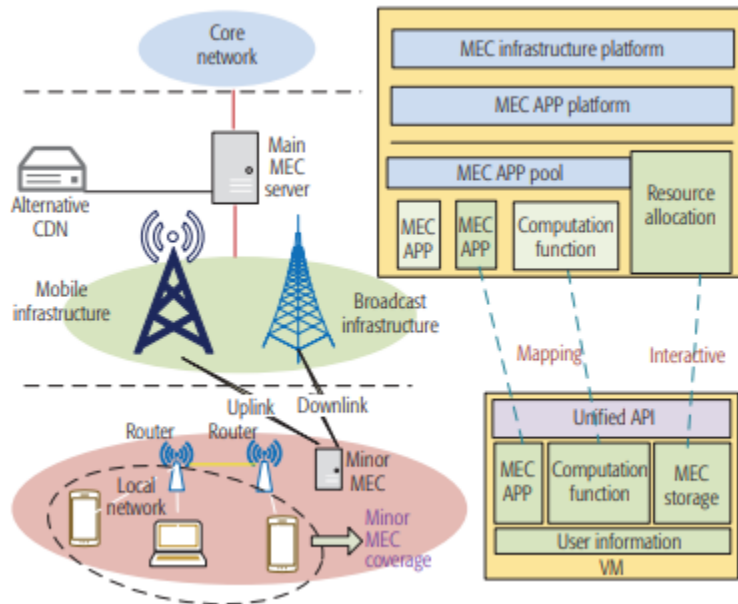 Core
network
Main
MEC
server
Alternative
CDN
Mobile
infrastructure
Broadcast
infrastructure
Uplink
Downlink
Router
Router
Minor
MEC
Local
network
Minor
MEC
coverage
MEC infrastructure platform
MEC APP platform
MEC APP pool
Resource
allocation
MEC
APP
MEC
APP
Computation
function
Mapping
Interactive
Unified API
MEC
APP
Computation
function
MEC
storage
User information
VM